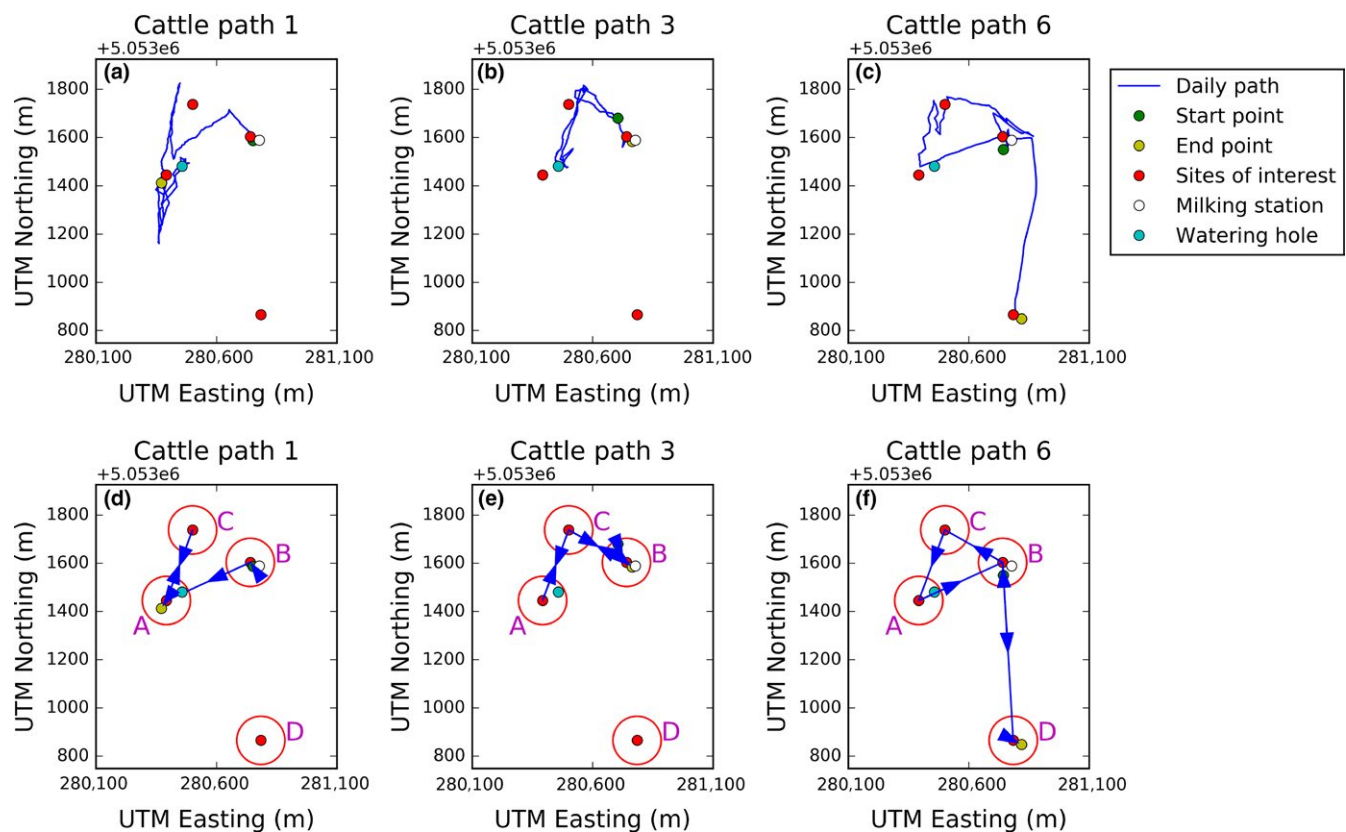 Cattle path 1
+5.053e6
(a)
UTM Northing (m)
1800
1600
1400
1200
1000
800
280,100
280,600
281,100
UTM Easting (m)
Cattle path 3
+5.053e6
(b)
UTM Northing (m)
1800
1600
1400
1200
1000
800
280,100
280,600
281,100
UTM Easting (m)
Cattle path 6
+5.053e6
(c)
UTM Northing (m)
1800
1600
1400
1200
1000
800
280,100
280,600
281,100
UTM Easting (m)
Daily path
Start point
End point
Sites of interest
Milking station
Watering hole
Cattle path 1
+5.053e6
(d)
UTM Northing (m)
1800
1600
1400
1200
1000
800
C
B
A
D
280,100
280,600
281,100
UTM Easting (m)
Cattle path 3
+5.053e6
(e)
UTM Northing (m)
1800
1600
1400
1200
1000
800
C
B
A
D
280,100
280,600
281,100
UTM Easting (m)
Cattle path 6
+5.053e6
(f)
UTM Northing (m)
1800
1600
1400
1200
1000
800
C
B
A
D
280,100
280,600
281,100
UTM Easting (m)